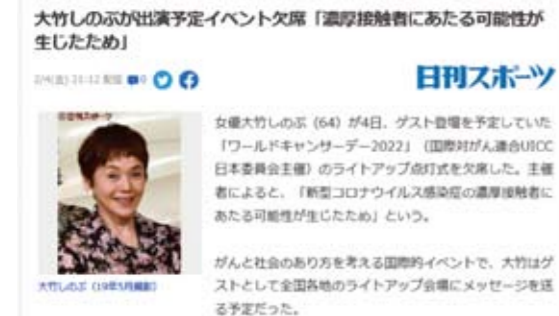 大竹しのぶが出演予定イベント欠席「濃厚接触者にあたる可能性が
生じたため」
2/4(金) 21:12 配信 0
日刊スポーツ
女優大竹しのぶ（64）が4日、ゲスト登壇を予定していた
「ワールドキャンサーデー2022」（国際対がん連合UICC
日本委員会主催）のライトアップ点灯式を欠席した。主催
者によると、「新型コロナウイルス感染症の濃厚接触者に
あたる可能性が生じたため」という。
がんと社会のあり方を考える国際的イベントで、大竹はゲ
ストとして全国各地のライトアップ会場にメッセージを送
る予定だった。
大竹しのぶ（19年5月撮影）